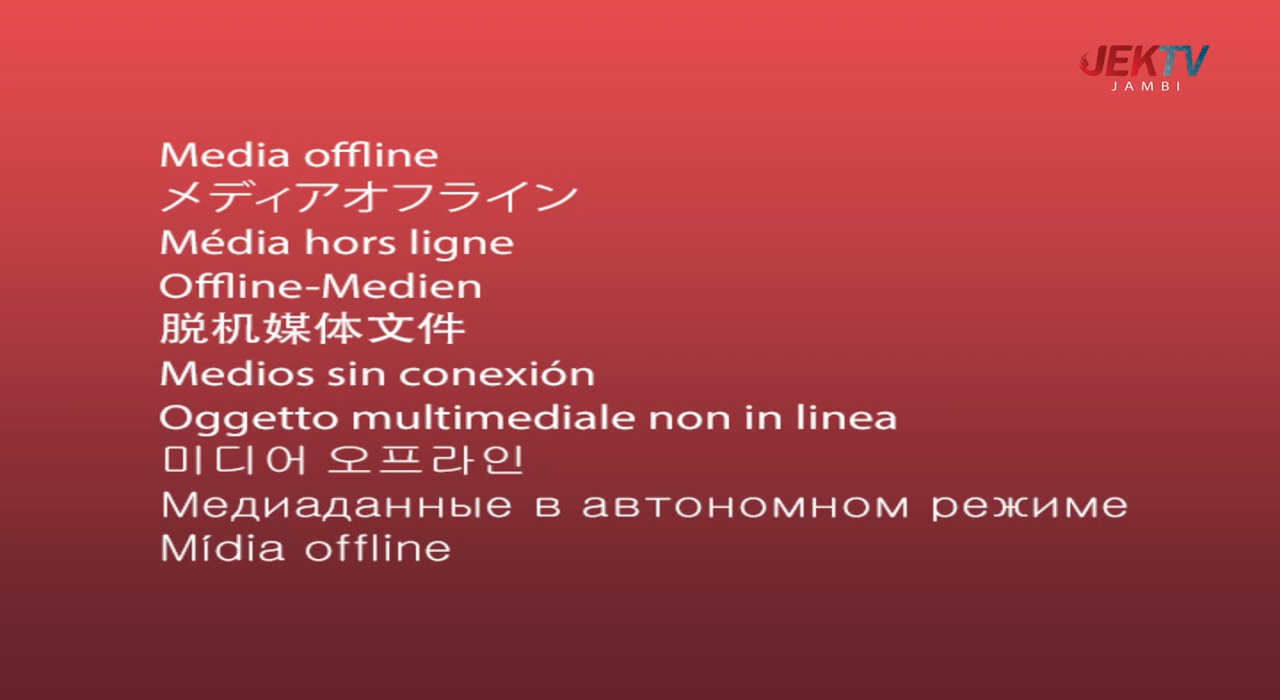 JEKTV
JAMBI
Media offline
メディアオフライン
Média hors ligne
Offline-Medien
脱机媒体文件
Medios sin conexión
Oggetto multimediale non in linea
미디어 오프라인
Медиаданные в автономном режиме
Mídia offline